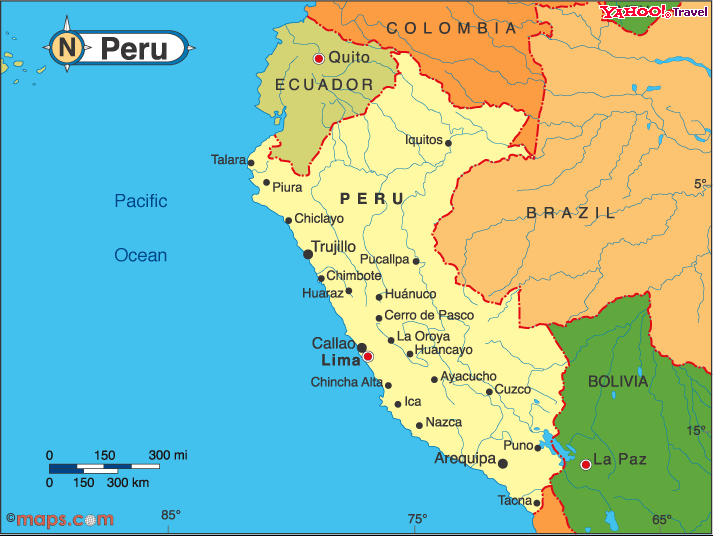 YAHOO! Travel
N Peru
COLOMBIA
Quito
ECUADOR
Iquitos
Talara
5°
Piura
PERU
Pacific
BRAZIL
Chiclayo
Trujillo
Ocean
Pucallpa
Chimbote
Huaraz
Huánuco
Cerro de Pasco
La Oroya
Callao
Huancayo
Lima
Ayacucho
BOLIVIA
Chincha Alta
Cuzco
Ica
Nazca
15°
Puno
0 150 300 mi
Arequipa
La Paz
0 150 300 km
Tacna
©maps.com
85°
75°
65°